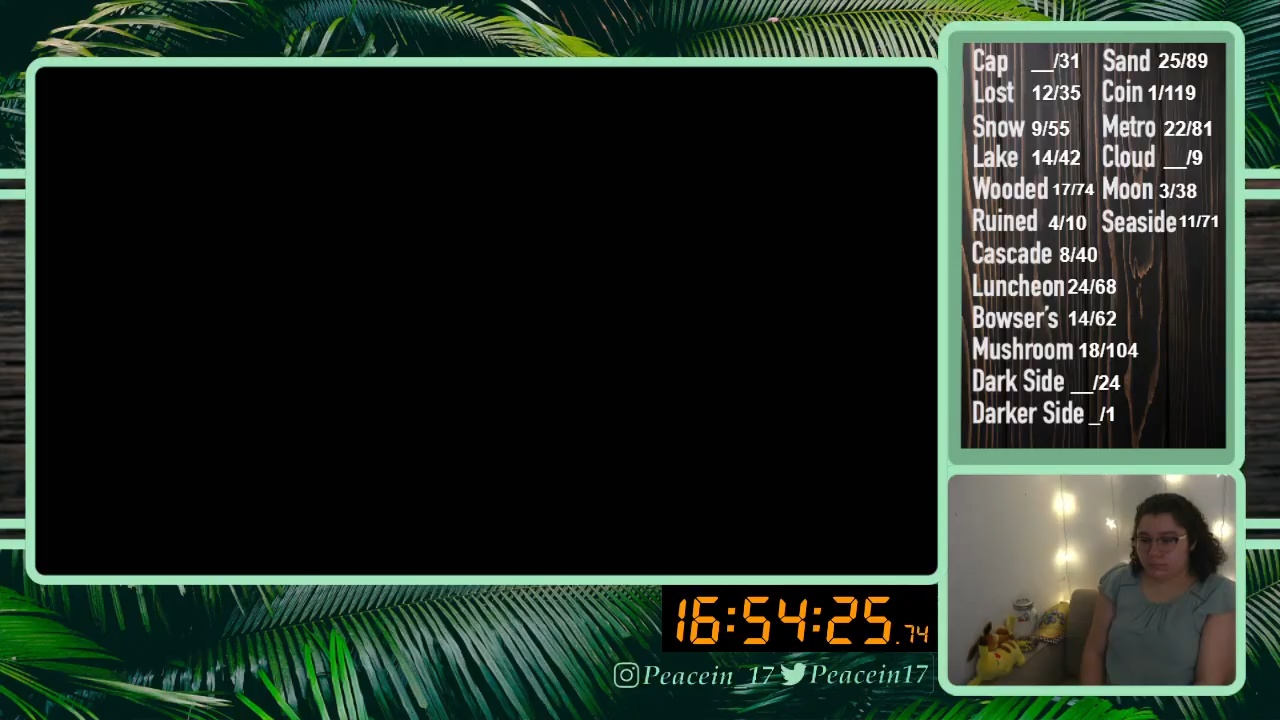 Cap __/31 Sand 25/89
Lost 12/35 Coin 1/119
Snow 9/55 Metro 22/81
Lake 14/42 Cloud __/9
Wooded 17/74 Moon 3/38
Ruined 4/10 Seaside 11/71
Cascade 8/40
Luncheon 24/68
Bowser's 14/62
Mushroom 18/104
Dark Side __/24
Darker Side _/1
16:54:25.74
Peacein_17 Peacein17